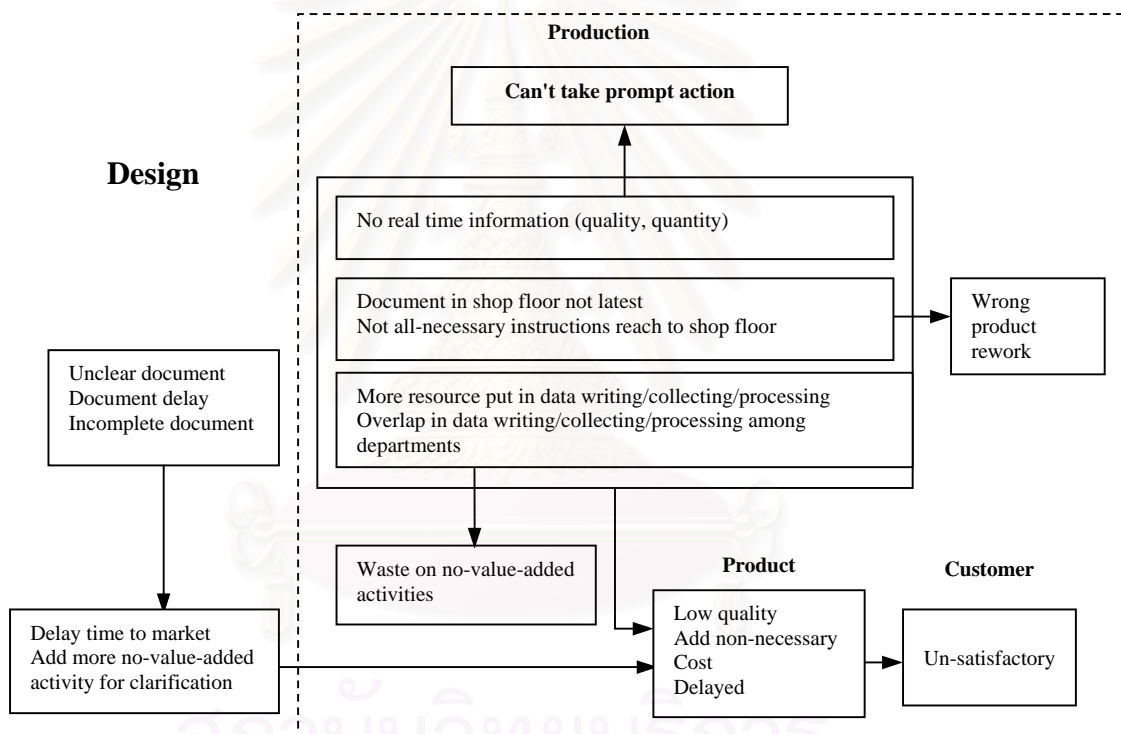 Production
Can't take prompt action
Design
No real time information (quality, quantity)
Document in shop floor not latest
Not all-necessary instructions reach to shop floor
Wrong
product
rework
Unclear document
Document delay
Incomplete document
More resource put in data writing/collecting/processing
Overlap in data writing/collecting/processing among
departments
Waste on no-value-added
activities
Product
Customer
Delay time to market
Add more no-value-added
activity for clarification
Low quality
Add non-necessary
Cost
Delayed
Un-satisfactory